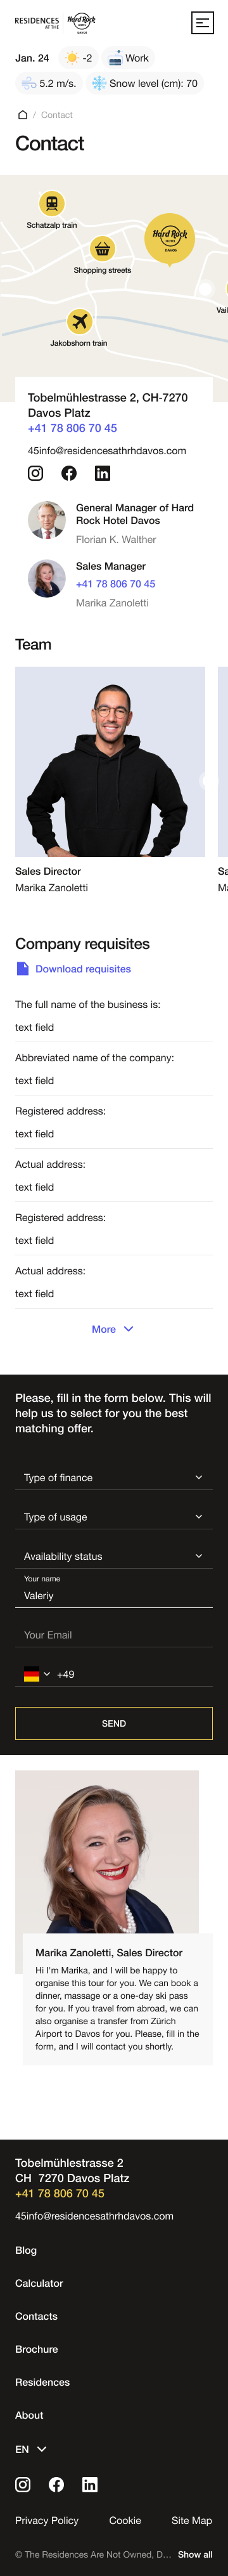 RESIDENCES
AT THE
Hard Rock
HOTEL
DAVOS
Jan. 24
-2
Work
5.2 m/s.
Snow level (cm): 70
/ Contact
Contact
Schatzalp train
Shopping streets
Hard Rock
HOTEL
DAVOS
Vail
Jakobshorn train
Tobelmühlestrasse 2, CH-7270
Davos Platz
+41 78 806 70 45
45info@residencesathrhdavos.com
General Manager of Hard
Rock Hotel Davos
Florian K. Walther
Sales Manager
+41 78 806 70 45
Marika Zanoletti
Team
Sales Director
Marika Zanoletti
Sa
Ma
Company requisites
Download requisites
The full name of the business is:
text field
Abbreviated name of the company:
text field
Registered address:
text field
Actual address:
text field
Registered address:
text field
Actual address:
text field
More
Please, fill in the form below. This will
help us to select for you the best
matching offer.
Type of finance
Type of usage
Availability status
Your name
Valeriy
Your Email
+49
SEND
Marika Zanoletti, Sales Director
Hi I'm Marika, and I will be happy to
organise this tour for you. We can book a
dinner, massage or a one-day ski pass
for you. If you travel from abroad, we can
also organise a transfer from Zürich
Airport to Davos for you. Please, fill in the
form, and I will contact you shortly.
Tobelmühlestrasse 2
CH 7270 Davos Platz
+41 78 806 70 45
45info@residencesathrhdavos.com
Blog
Calculator
Contacts
Brochure
Residences
About
EN
Privacy Policy
Cookie
Site Map
© The Residences Are Not Owned, D...
Show all